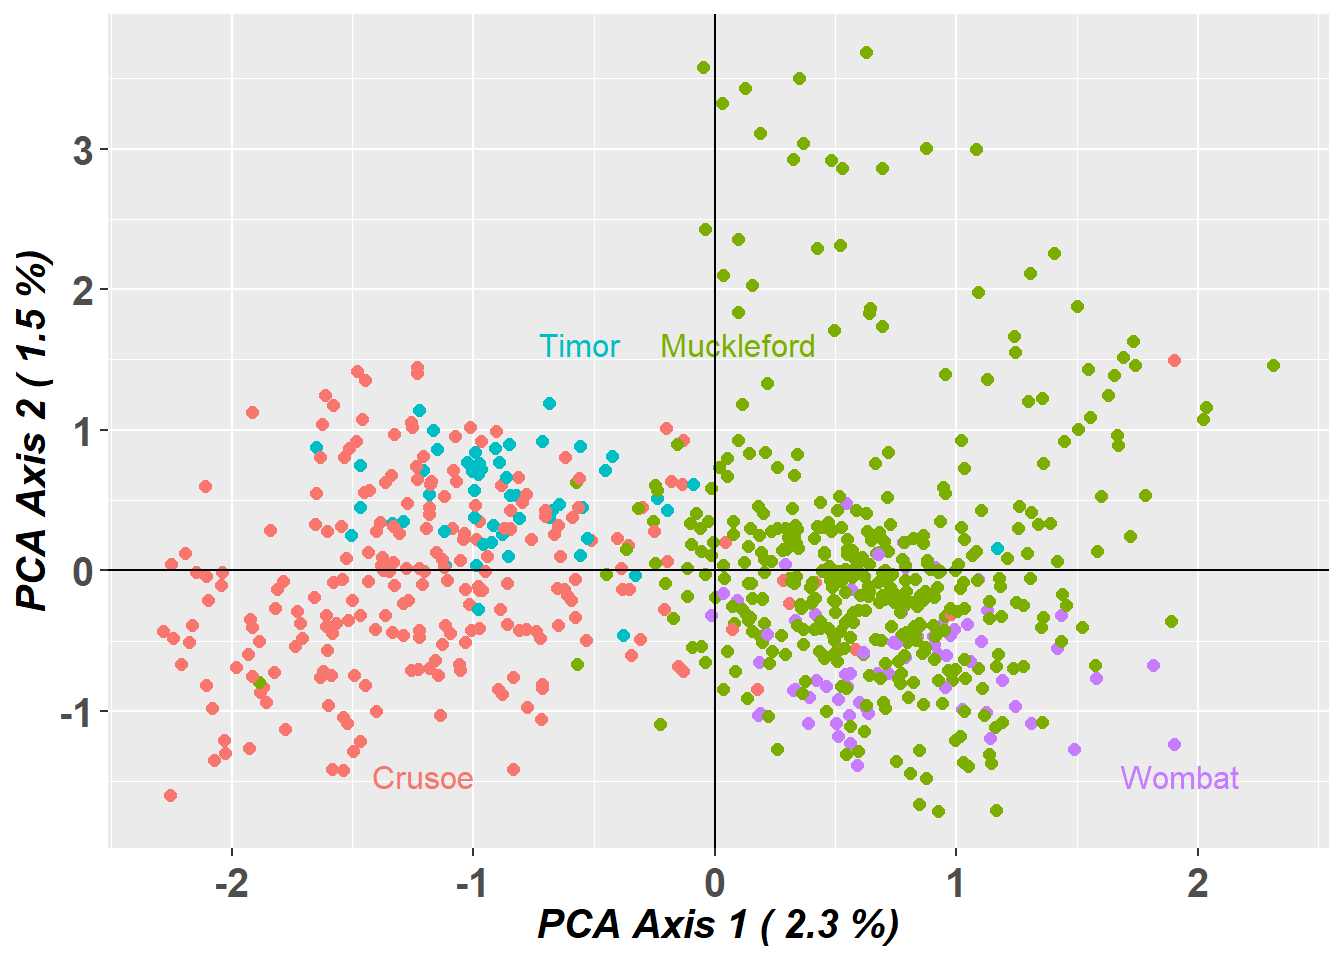 3
2
Timor Muckleford
1
0
-1
Crusoe Wombat
-2 -1 0 1 2
PCA Axis 1 ( 2.3 %)
PCA Axis 2 ( 1.5 %)